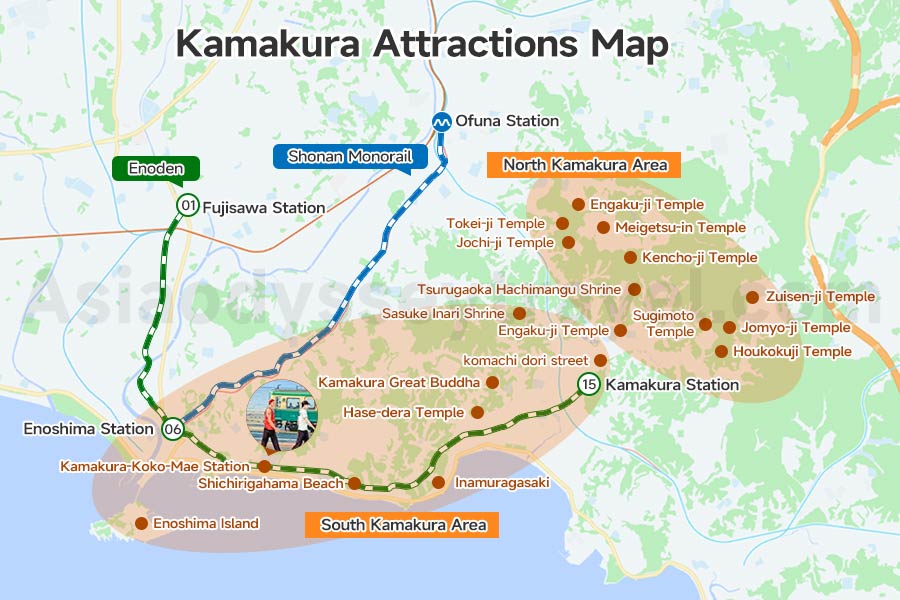 Kamakura Attractions Map
Ofuna Station
Shonan Monorail
North Kamakura Area
Enoden
01
Fujisawa Station
Engaku-ji Temple
Tokei-ji Temple
Meigetsu-in Temple
Jochi-ji Temple
Kencho-ji Temple
Asiaodysseytravel.com
Tsurugaoka Hachimangu Shrine
Zuisen-ji Temple
Sasuke Inari Shrine
Sugimoto
Temple
Engaku-ji Temple
Jomyo-ji Temple
Houkokuji Temple
komachi dori street
Kamakura Great Buddha
15
Kamakura Station
Hase-dera Temple
Enoshima Station
06
Kamakura-Koko-Mae Station
Shichirigahama Beach
Inamuragasaki
Enoshima Island
South Kamakura Area